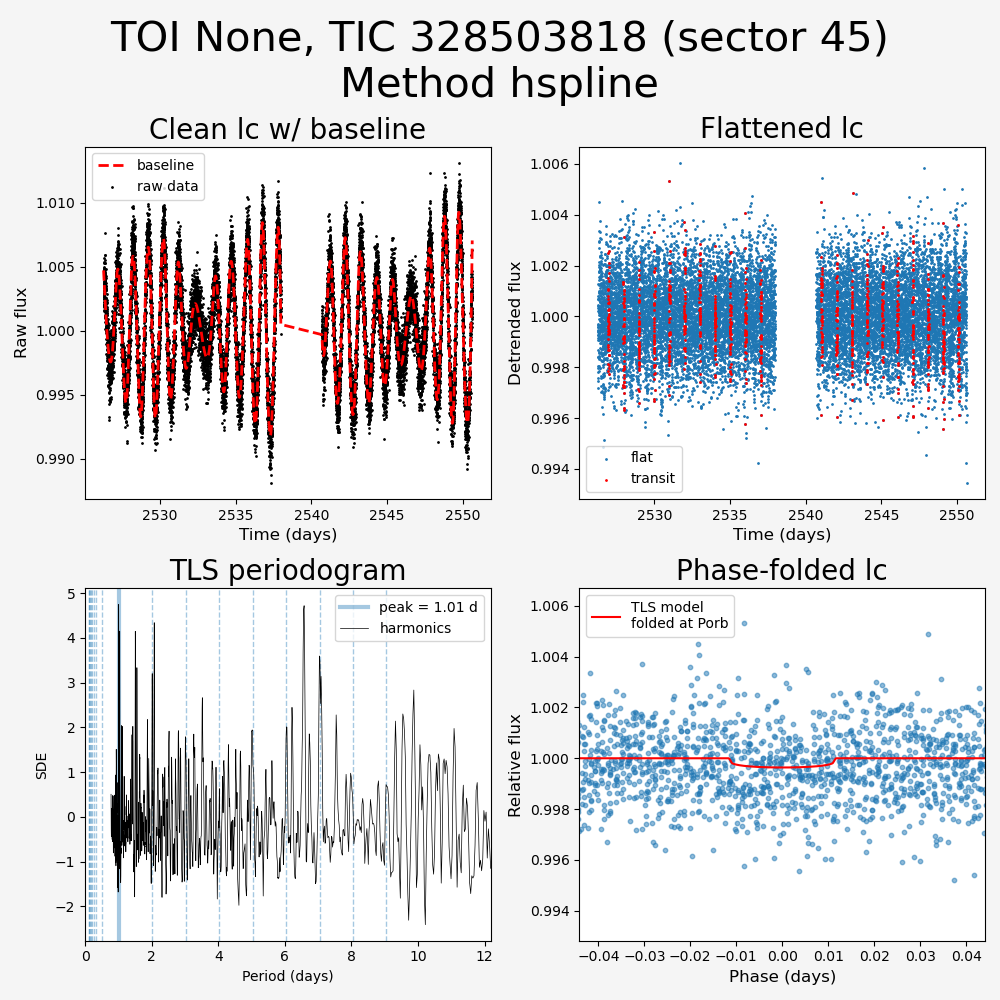 TOI None, TIC 328503818 (sector 45)
Method hspline
Clean lc w/ baseline
baseline
raw data
1.010
1.005
1.000
0.995
0.990
Raw flux
2530
2535
2540
2545
2550
Time (days)
Flattened lc
1.006
1.004
1.002
1.000
0.998
0.996
0.994
Detrended flux
flat
transit
2530
2535
2540
2545
2550
Time (days)
TLS periodogram
peak = 1.01 d
harmonics
5
4
3
2
1
0
−1
−2
SDE
0
2
4
6
8
10
12
Period (days)
Phase-folded lc
TLS model
folded at Porb
1.006
1.004
1.002
1.000
0.998
0.996
0.994
Relative flux
−0.04
−0.03
−0.02
−0.01
0.00
0.01
0.02
0.03
0.04
Phase (days)